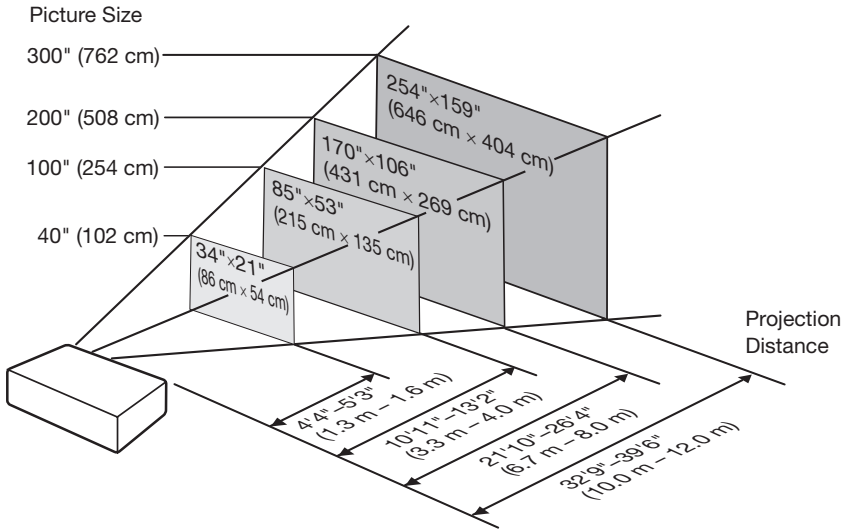 Picture Size
300" (762 cm)
254"×159"
(646 cm × 404 cm)
200" (508 cm)
170"×106"
(431 cm × 269 cm)
100" (254 cm)
85"×53"
(215 cm × 135 cm)
40" (102 cm)
34"×21"
(86 cm × 54 cm)
Projection
Distance
4'4"–5'3"
(1.3 m – 1.6 m)
10'11"–13'2"
(3.3 m – 4.0 m)
21'10"–26'4"
(6.7 m – 8.0 m)
32'9"–39'6"
(10.0 m – 12.0 m)